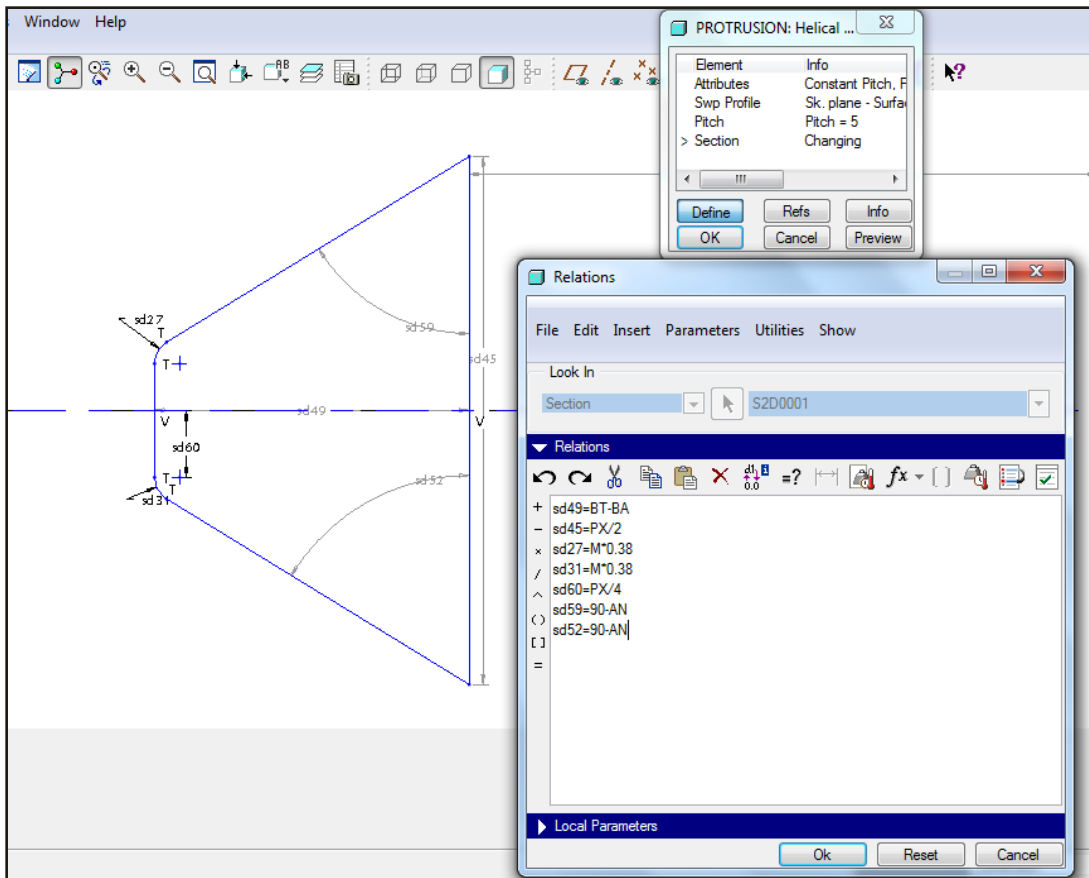 Window Help
PROTRUSION: Helical ...
Element Info
Attributes Constant Pitch, F
Swp Profile Sk. plane - Surfa
Pitch Pitch = 5
> Section Changing
Define Refs Info
OK Cancel Preview
sd27
T
T
sd59
sd45
V
sd49
V
sd60
T
T
sd31
sd52
Relations
File Edit Insert Parameters Utilities Show
Look In
Section S2D0001
Relations
=? fx
+ sd49=BT-BA
− sd45=PX/2
× sd27=M*0.38
/ sd31=M*0.38
^ sd60=PX/4
() sd59=90-AN
[ ] sd52=90-AN
=
Local Parameters
Ok Reset Cancel